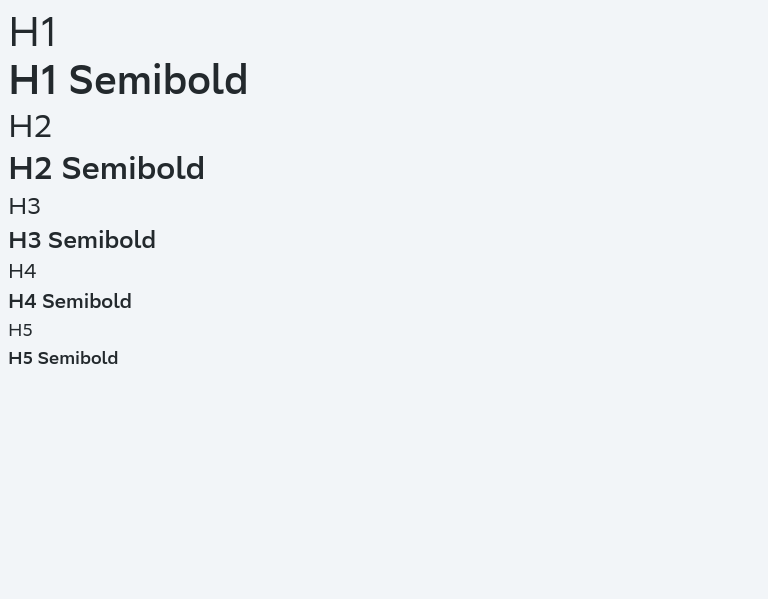 H1
H1 Semibold
H2
H2 Semibold
H3
H3 Semibold
H4
H4 Semibold
H5
H5 Semibold